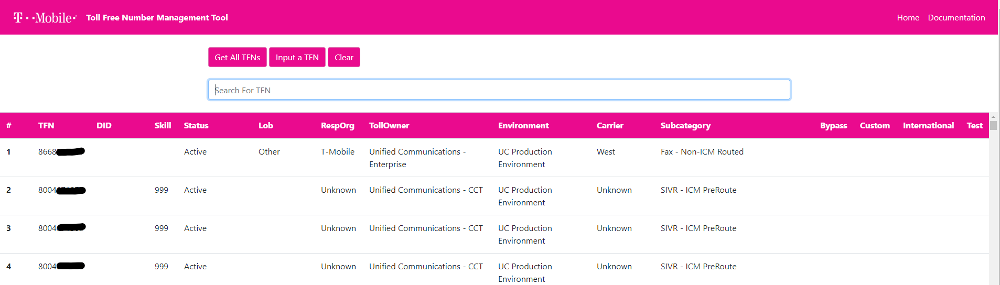 T··Mobile· Toll Free Number Management Tool Home Documentation
Get All TFNs Input a TFN Clear
Search For TFN
# TFN DID Skill Status Lob RespOrg TollOwner Environment Carrier Subcategory Bypass Custom International Test
1 8668 Active Other T-Mobile Unified Communications - UC Production West Fax - Non-ICM Routed
Enterprise Environment
2 8004 999 Active Unknown Unified Communications - CCT UC Production Unknown SIVR - ICM PreRoute
Environment
3 8004 999 Active Unknown Unified Communications - CCT UC Production Unknown SIVR - ICM PreRoute
Environment
4 8004 999 Active Unknown Unified Communications - CCT UC Production Unknown SIVR - ICM PreRoute
Environment